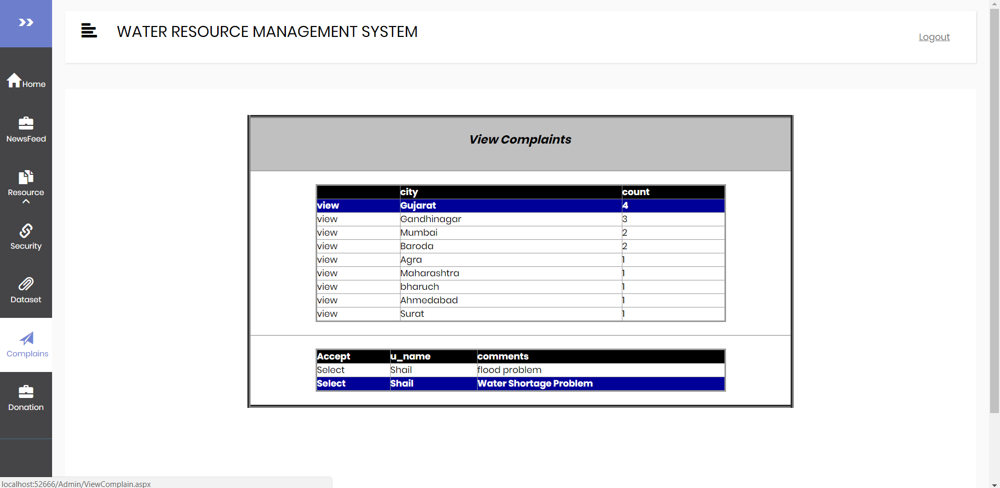 WATER RESOURCE MANAGEMENT SYSTEM
Logout
Home
NewsFeed
Resource
Security
Dataset
Complains
Donation
View Complaints
city count
view Gujarat 4
view Gandhinagar 3
view Mumbai 2
view Baroda 2
view Agra 1
view Maharashtra 1
view bharuch 1
view Ahmedabad 1
view Surat 1
Accept u_name comments
Select Shail flood problem
Select Shail Water Shortage Problem
localhost:52666/Admin/ViewComplain.aspx